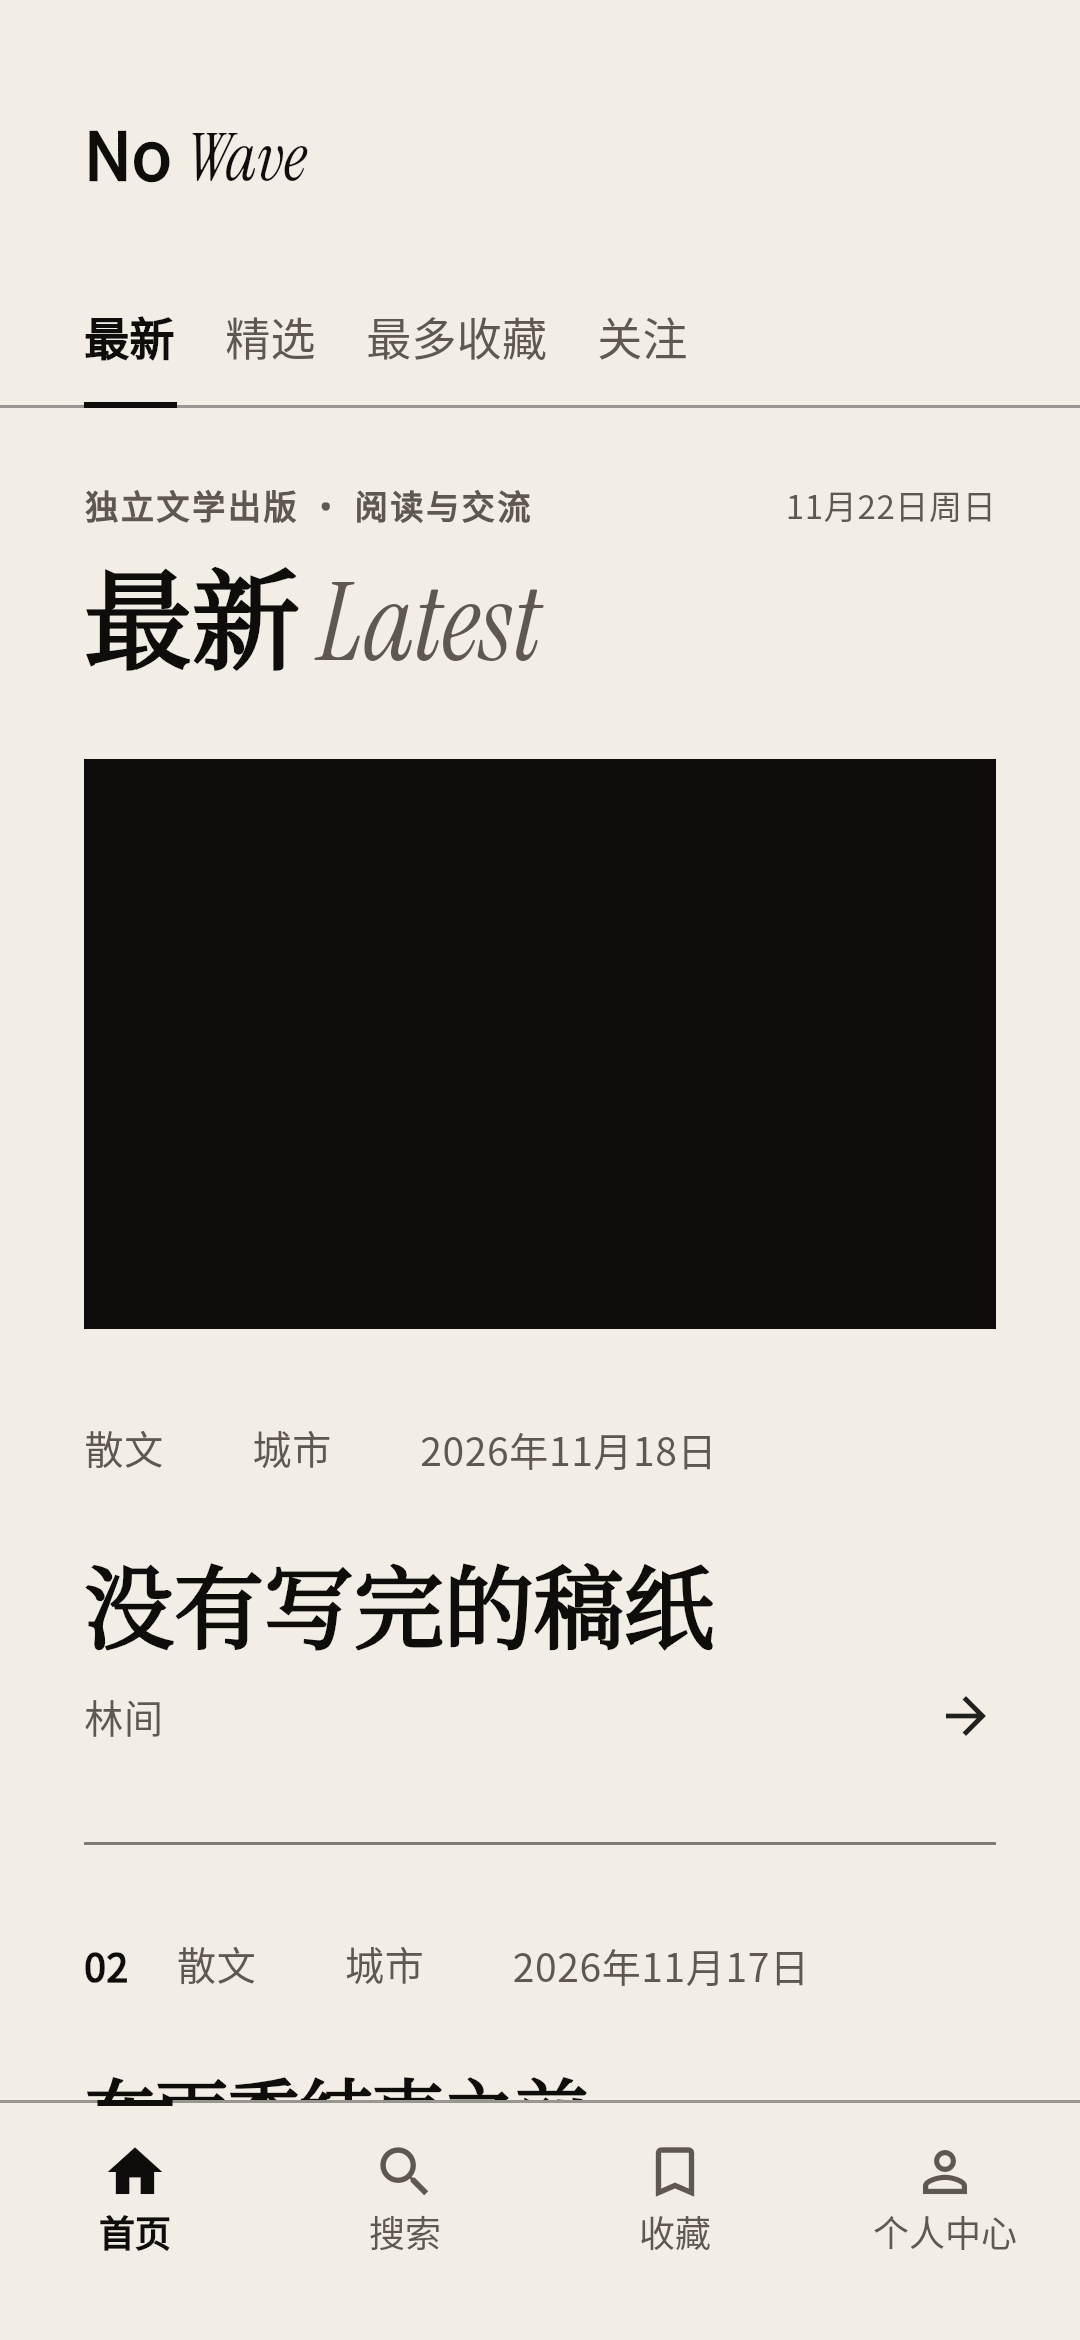 No Wave
最新 精选 最多收藏 关注
独立文学出版 · 阅读与交流 11月22日周日
最新 Latest
散文 城市 2026年11月18日
没有写完的稿纸
林间
02 散文 城市 2026年11月17日
首页 搜索 收藏 个人中心